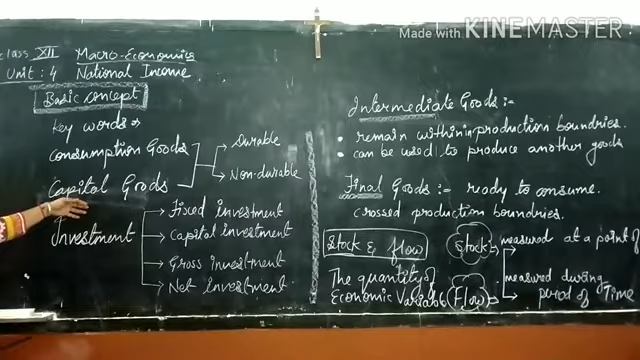 Made with KINEMASTER
class XII Macro-Economics
Unit : 4 National Income
Basic concept
Key words ⇒
Consumption Goods
Capital Goods
Durable
Non-durable
Investment
Fixed investment
Capital investment
Gross investment
Net investment
Intermediate Goods :-
• remain within production boundries.
• can be used to produce another goods
Final Goods :- ready to consume.
crossed production boundries.
Stock & flow
The quantity of
Economic Variable
Stock
measured at a point of
Flow
measured during
period of Time